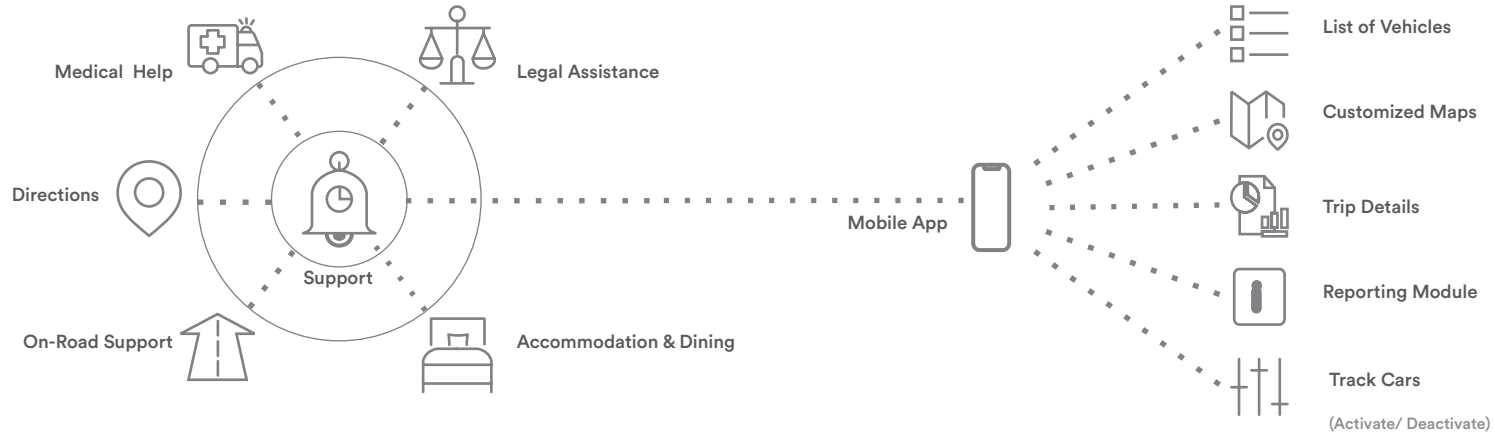 Medical Help
Legal Assistance
Directions
Support
On-Road Support
Accommodation & Dining
Mobile App
List of Vehicles
Customized Maps
Trip Details
Reporting Module
Track Cars
(Activate/ Deactivate)